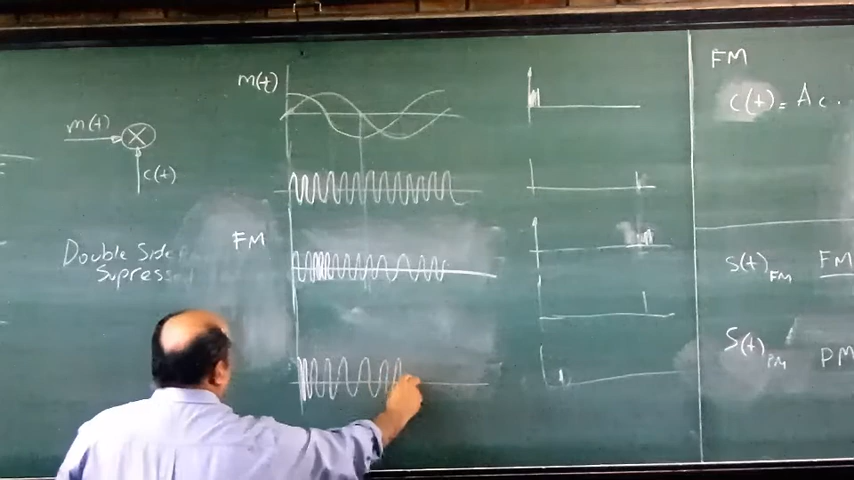 m(t)
c(t)
Double Side
Supress
m(t)
FM
FM
c(t) = Ac.
S(t)FM FM
S(t)PM PM